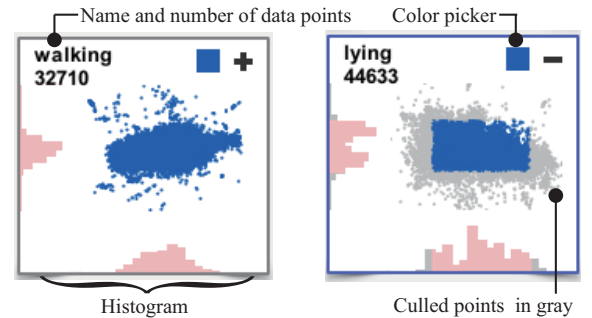 Name and number of data points
Color picker
walking
32710
+
lying
44633
−
Histogram
Culled points in gray